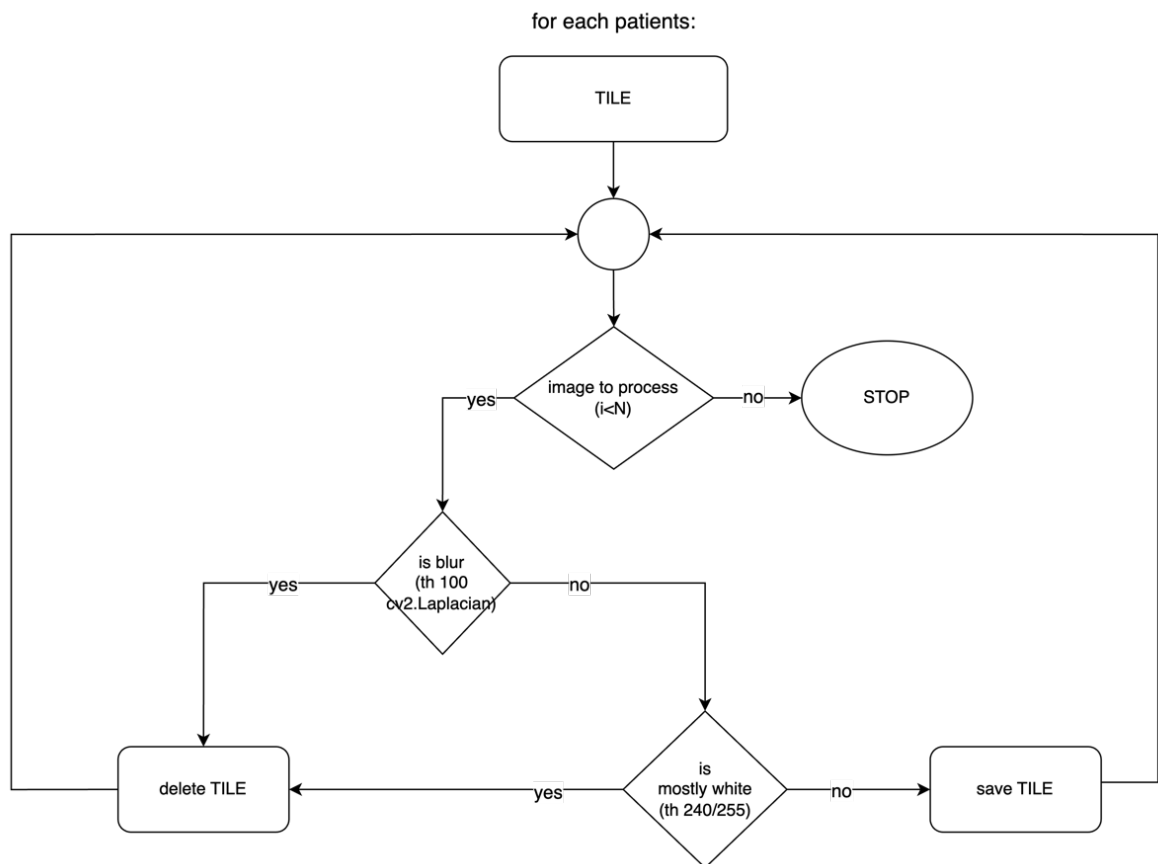 for each patients:
TILE
image to process
(i<N)
yes
no
STOP
is blur
(th 100
cv2.Laplacian)
yes
no
is
mostly white
(th 240/255)
yes
no
delete TILE
save TILE